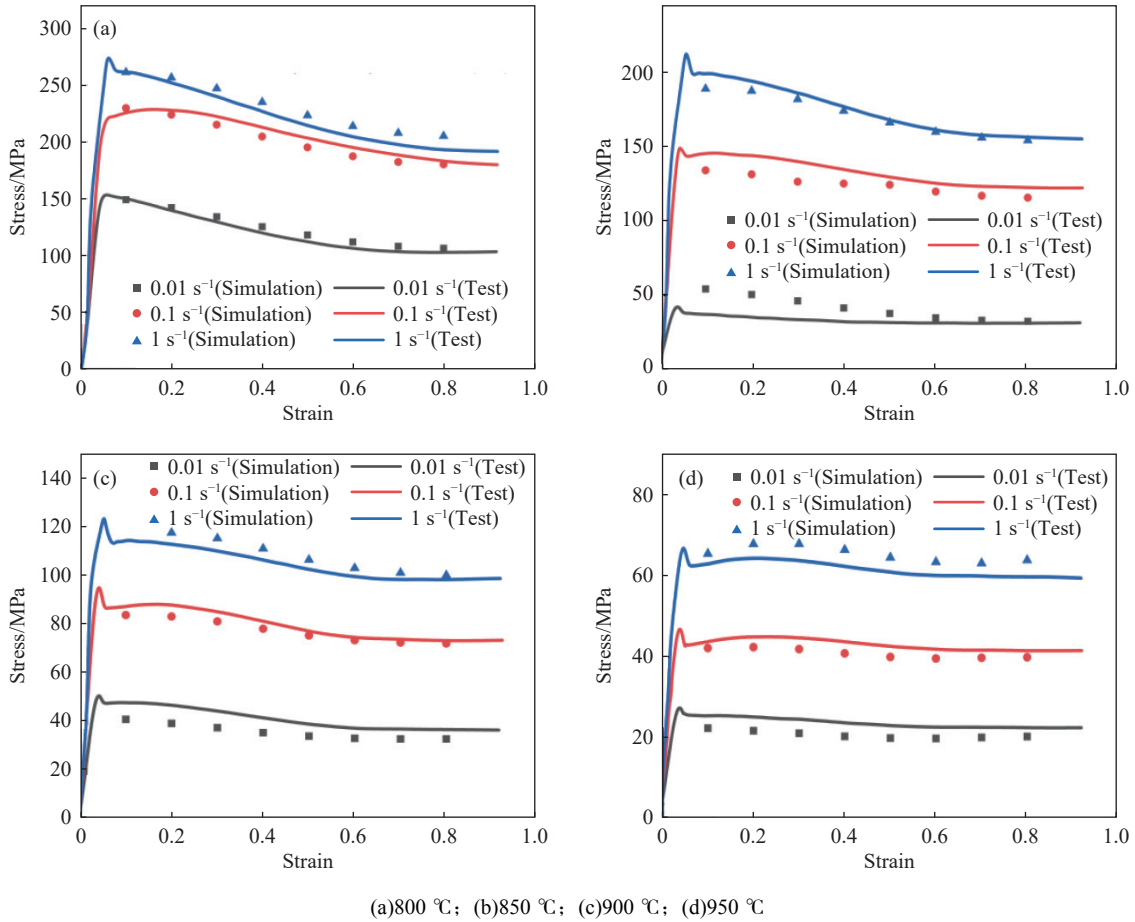 (a)
300
250
200
150
100
50
0
Stress/MPa
0.01 s⁻¹(Simulation) 0.01 s⁻¹(Test)
0.1 s⁻¹(Simulation) 0.1 s⁻¹(Test)
1 s⁻¹(Simulation) 1 s⁻¹(Test)
0 0.2 0.4 0.6 0.8 1.0
Strain
200
150
100
50
0
Stress/MPa
0.01 s⁻¹(Simulation) 0.01 s⁻¹(Test)
0.1 s⁻¹(Simulation) 0.1 s⁻¹(Test)
1 s⁻¹(Simulation) 1 s⁻¹(Test)
0 0.2 0.4 0.6 0.8 1.0
Strain
(c)
140
120
100
80
60
40
20
0
Stress/MPa
0.01 s⁻¹(Simulation) 0.01 s⁻¹(Test)
0.1 s⁻¹(Simulation) 0.1 s⁻¹(Test)
1 s⁻¹(Simulation) 1 s⁻¹(Test)
0 0.2 0.4 0.6 0.8 1.0
Strain
(d)
80
60
40
20
0
Stress/MPa
0.01 s⁻¹(Simulation) 0.01 s⁻¹(Test)
0.1 s⁻¹(Simulation) 0.1 s⁻¹(Test)
1 s⁻¹(Simulation) 1 s⁻¹(Test)
0 0.2 0.4 0.6 0.8 1.0
Strain
(a)800 ℃; (b)850 ℃; (c)900 ℃; (d)950 ℃